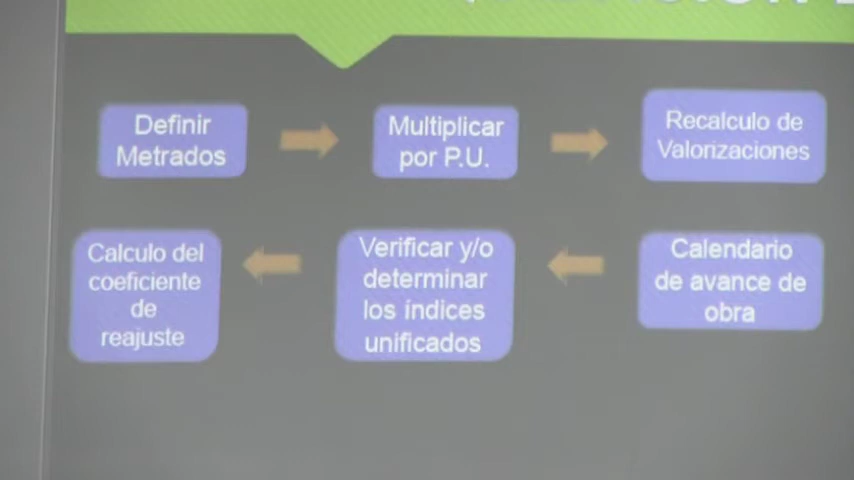 Definir
Metrados
Multiplicar
por P.U.
Recalculo de
Valorizaciones
Calculo del
coeficiente
de
reajuste
Verificar y/o
determinar
los índices
unificados
Calendario
de avance de
obra